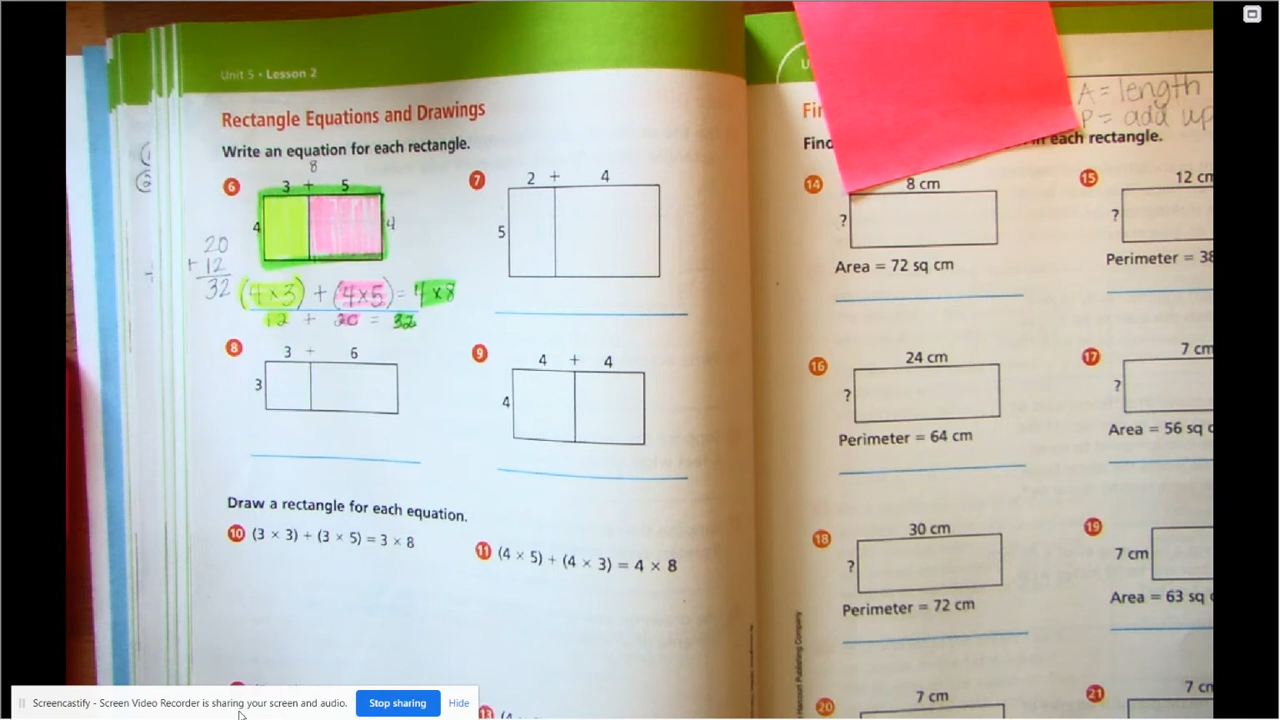 Unit 5 • Lesson 2
Rectangle Equations and Drawings
Write an equation for each rectangle.
8
6
3 + 5
4
4
20
+ 12
32
(4 × 3) + (4 × 5) = 4 × 8
12 + 20 = 32
7
2 + 4
5
8
3 + 6
3
9
4 + 4
4
Draw a rectangle for each equation.
10 (3 × 3) + (3 × 5) = 3 × 8
11 (4 × 5) + (4 × 3) = 4 × 8
13
A = length
P = add up
Find
in each rectangle.
14
8 cm
?
Area = 72 sq cm
15
12 cm
?
Perimeter = 38
16
24 cm
?
Perimeter = 64 cm
17
7 cm
?
Area = 56 sq c
18
30 cm
?
Perimeter = 72 cm
19
7 cm
Area = 63 sq c
20
7 cm
21
7 c
Harcourt Publishing Company
Screencastify - Screen Video Recorder is sharing your screen and audio.
Stop sharing
Hide